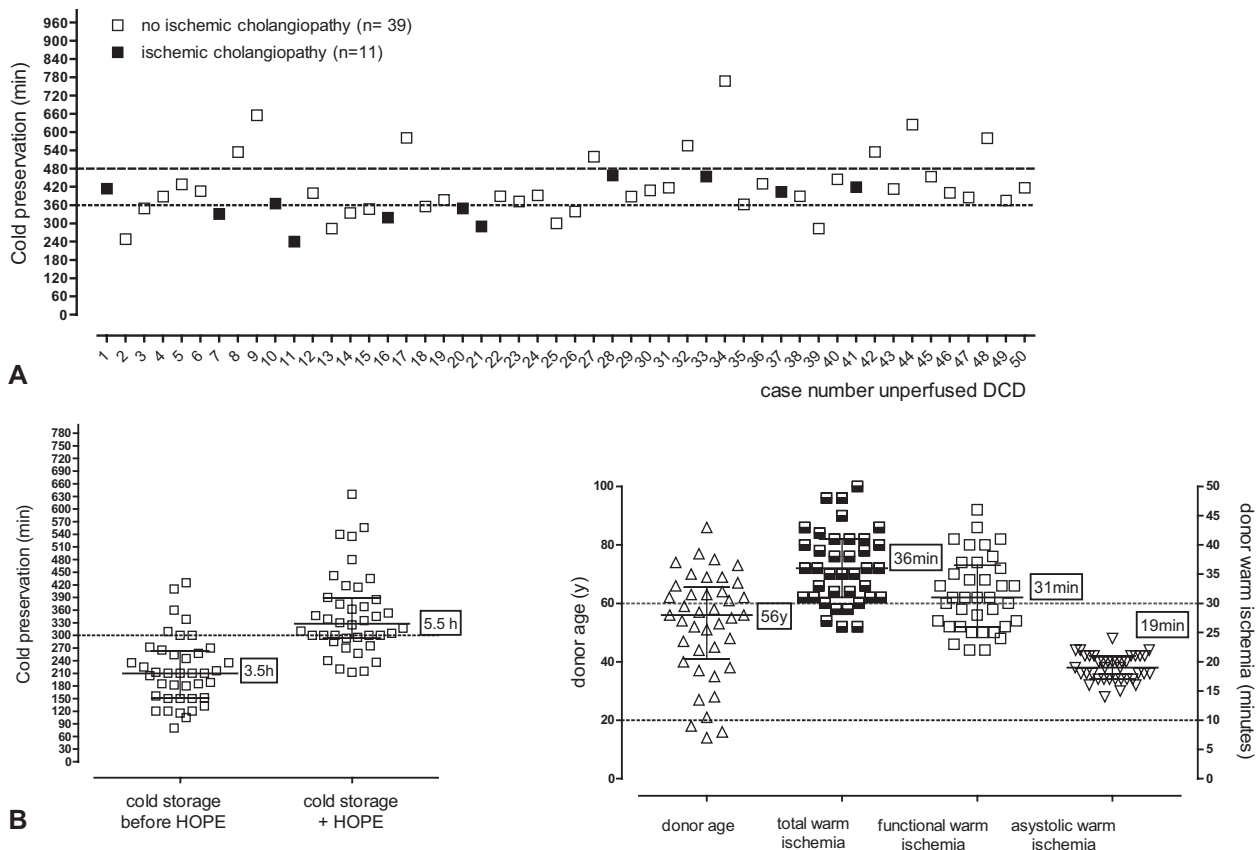 960
900
840
780
720
660
600
540
480
420
360
300
240
180
120
60
0
Cold preservation (min)
no ischemic cholangiopathy (n= 39)
ischemic cholangiopathy (n=11)
1 2 3 4 5 6 7 8 9 10 11 12 13 14 15 16 17 18 19 20 21 22 23 24 25 26 27 28 29 30 31 32 33 34 35 36 37 38 39 40 41 42 43 44 45 46 47 48 49 50
A
case number unperfused DCD
780
750
720
690
660
630
600
570
540
510
480
450
420
390
360
330
300
270
240
210
180
150
120
90
60
30
0
Cold preservation (min)
3.5h
5.5 h
cold storage
before HOPE
cold storage
+ HOPE
B
100
80
60
40
20
0
donor age (y)
56y
36min
31min
19min
50
45
40
35
30
25
20
15
10
5
0
donor warm ischemia (minutes)
donor age
total warm
ischemia
functional warm
ischemia
asystolic warm
ischemia